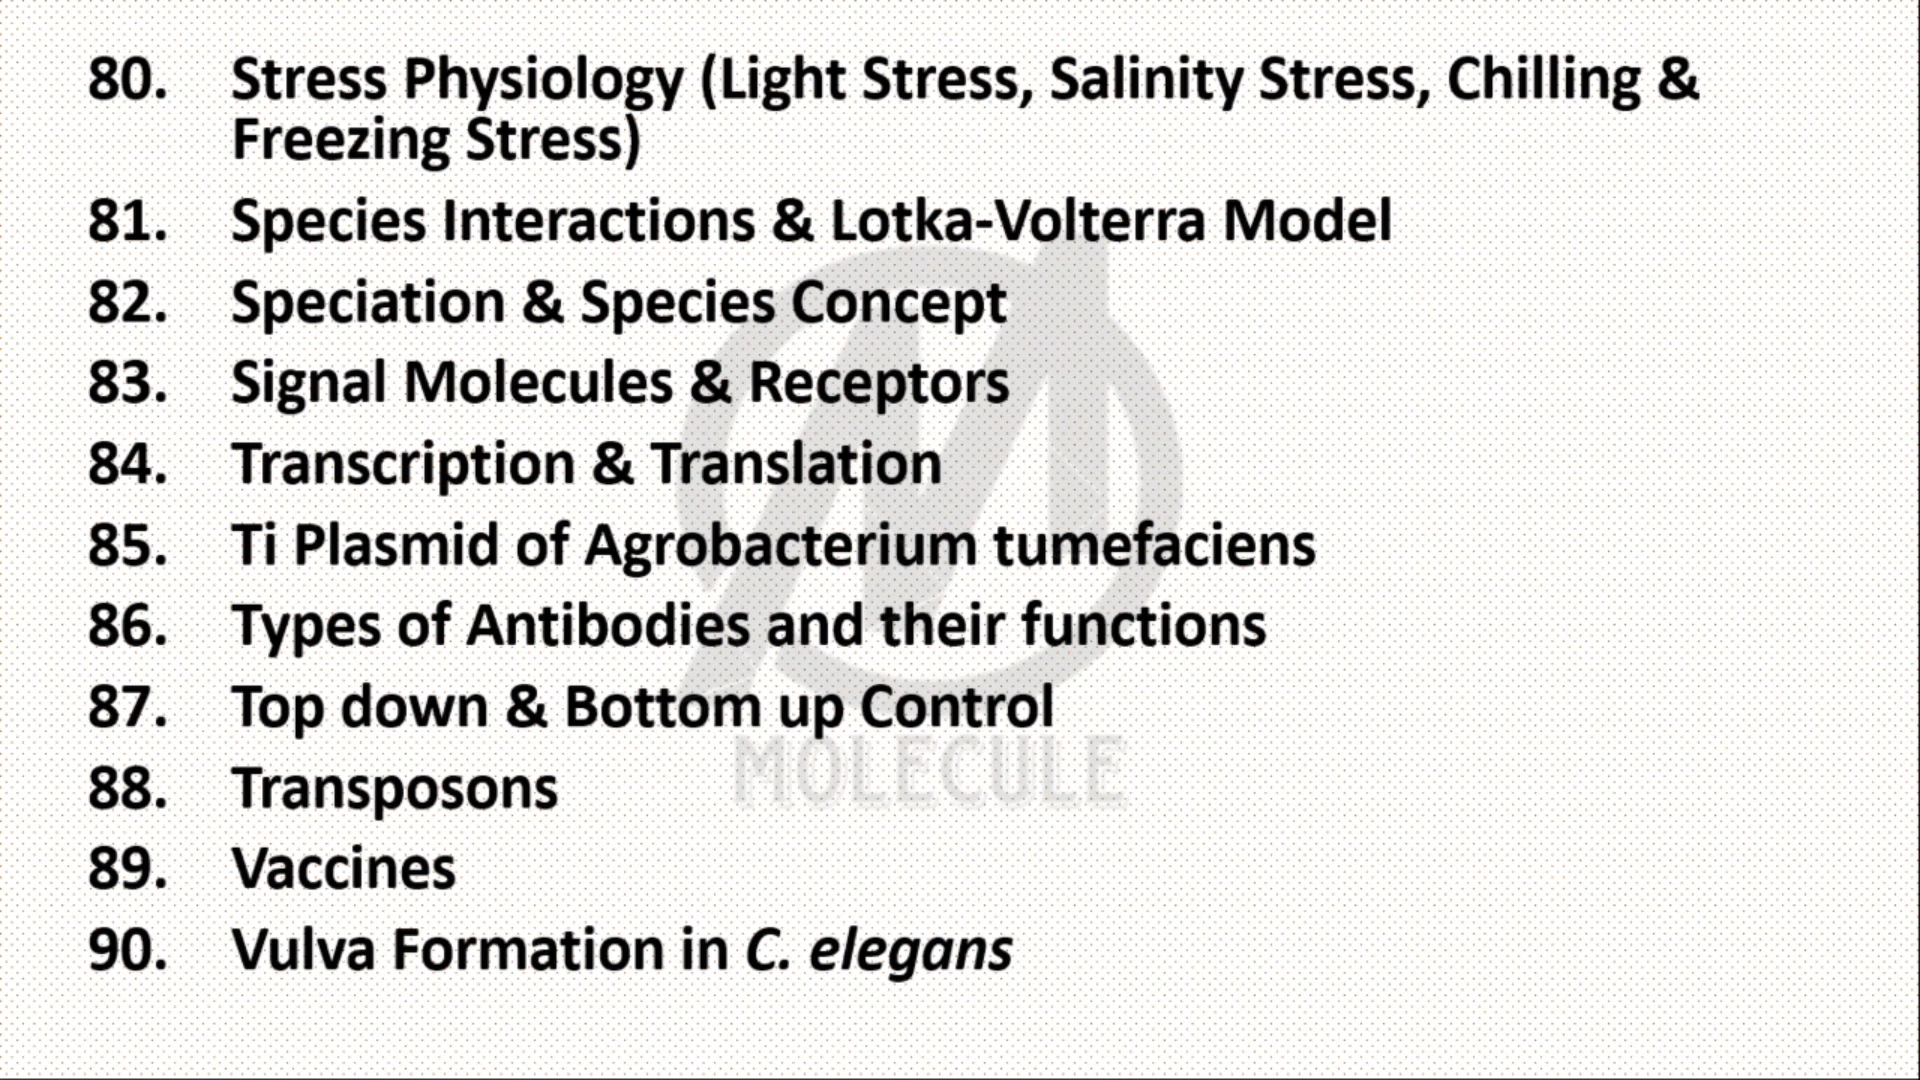 80. Stress Physiology (Light Stress, Salinity Stress, Chilling &
Freezing Stress)
81. Species Interactions & Lotka-Volterra Model
82. Speciation & Species Concept
83. Signal Molecules & Receptors
84. Transcription & Translation
85. Ti Plasmid of Agrobacterium tumefaciens
86. Types of Antibodies and their functions
87. Top down & Bottom up Control
MOLECULE
88. Transposons
89. Vaccines
90. Vulva Formation in C. elegans